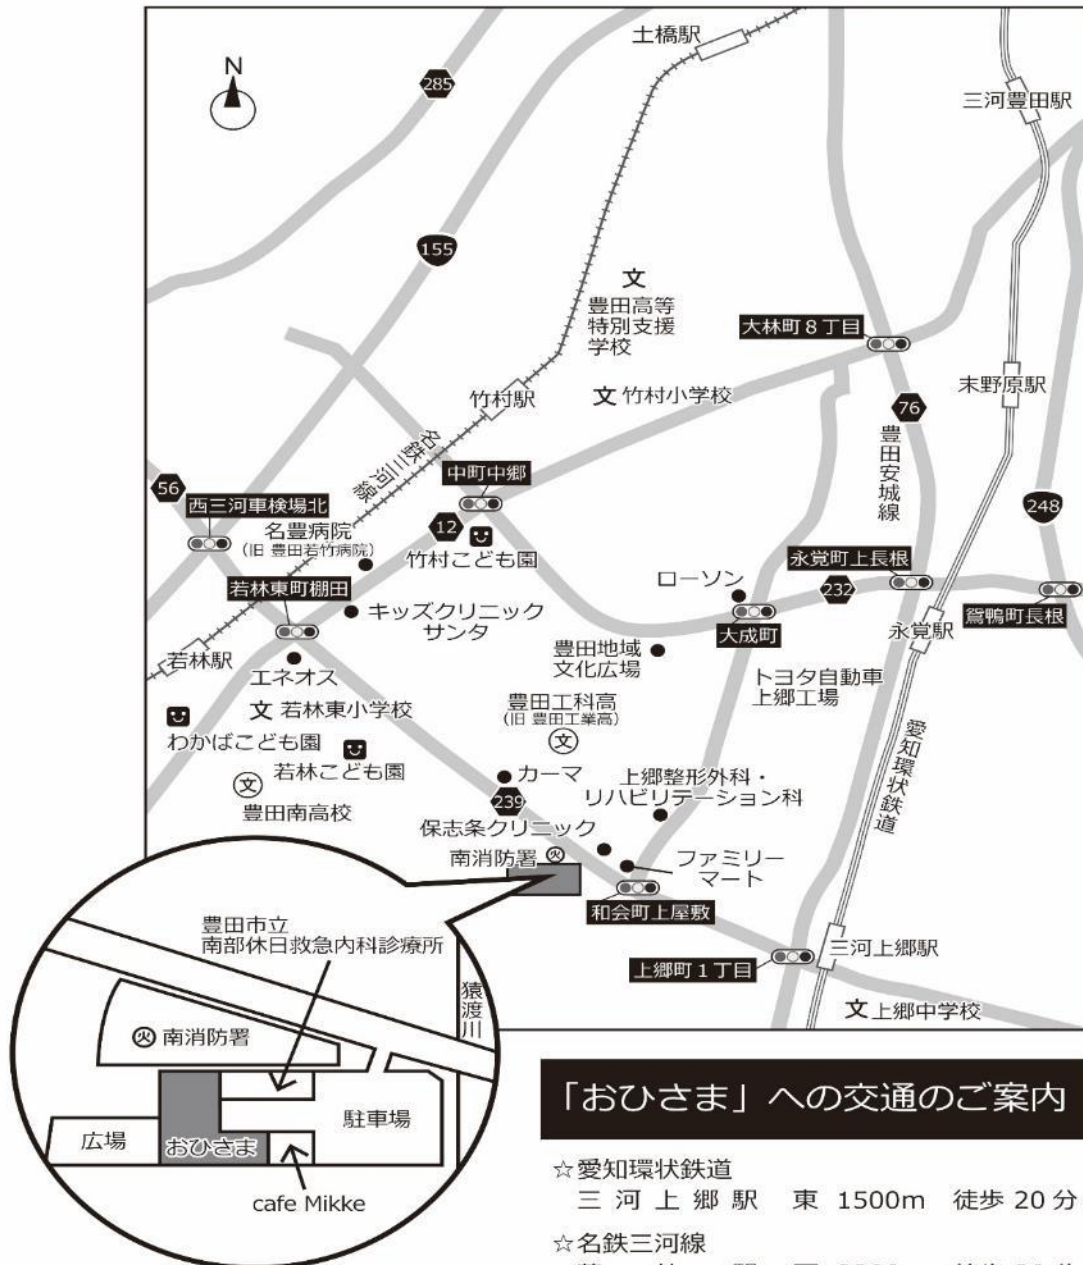 土橋駅
N
285
三河豊田駅
155
文
豊田高等
特別支援
学校
大林町8丁目
竹村駅
文 竹村小学校
末野原駅
76
豊田安城線
名鉄三河線
中町中郷
56
西三河車検場北
248
12
名豊病院
(旧 豊田若竹病院)
竹村こども園
ローソン
永覚町上長根
232
若林東町棚田
キッズクリニック
サンタ
大成町
鴛鴨町長根
永覚駅
若林駅
エネオス
豊田地域
文化広場
トヨタ自動車
上郷工場
文 若林東小学校
豊田工科高
(旧 豊田工業高)
文
わかばこども園
若林こども園
愛知環状鉄道
文
豊田南高校
カーマ
239
上郷整形外科・
リハビリテーション科
保志条クリニック
南消防署 火
ファミリー
マート
和会町上屋敷
豊田市立
南部休日救急内科診療所
三河上郷駅
上郷町1丁目
猿渡川
文 上郷中学校
火 南消防署
駐車場
広場
おひさま
cafe Mikke
「おひさま」への交通のご案内
☆愛知環状鉄道
三河上郷駅 東 1500m 徒歩 20分
☆名鉄三河線